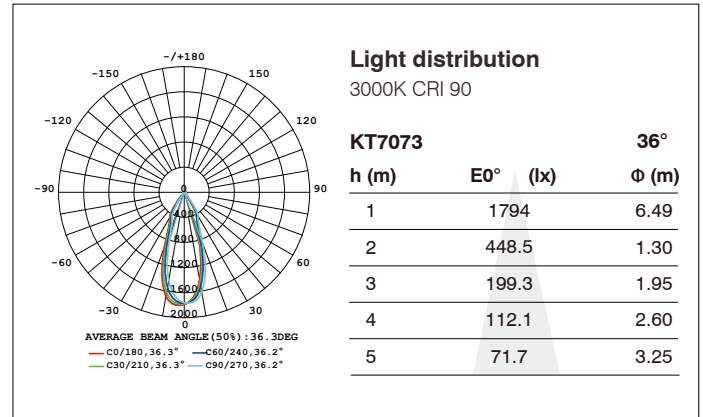 -/+180
-150 150
-120 120
-90 0 90
400
-60 800 60
1200
-30 1600 30
2000
0
AVERAGE BEAM ANGLE(50%):36.3DEG
C0/180,36.3° C60/240,36.2°
C30/210,36.3° C90/270,36.2°
Light distribution
3000K CRI 90
KT7073 36°
h (m) E0° (lx) Φ (m)
1 1794 6.49
2 448.5 1.30
3 199.3 1.95
4 112.1 2.60
5 71.7 3.25